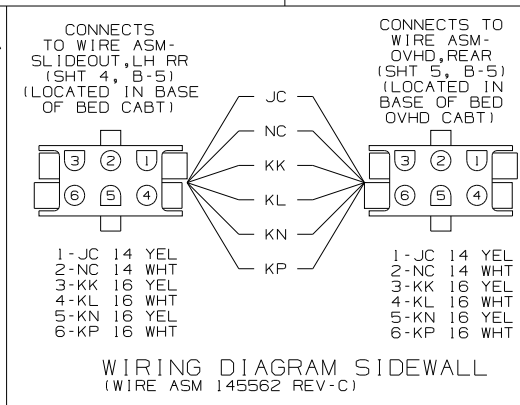 CONNECTS
TO WIRE ASM-
SLIDEOUT,LH RR
(SHT 4, B-5)
(LOCATED IN BASE
OF BED CABT)
CONNECTS TO
WIRE ASM-
OVHD,REAR
(SHT 5, B-5)
(LOCATED IN
BASE OF BED
OVHD CABT)
JC
NC
KK
KL
KN
KP
3 2 1
6 5 4
3 2 1
6 5 4
1-JC 14 YEL
2-NC 14 WHT
3-KK 16 YEL
4-KL 16 WHT
5-KN 16 YEL
6-KP 16 WHT
1-JC 14 YEL
2-NC 14 WHT
3-KK 16 YEL
4-KL 16 WHT
5-KN 16 YEL
6-KP 16 WHT
WIRING DIAGRAM SIDEWALL
(WIRE ASM 145562 REV-C)